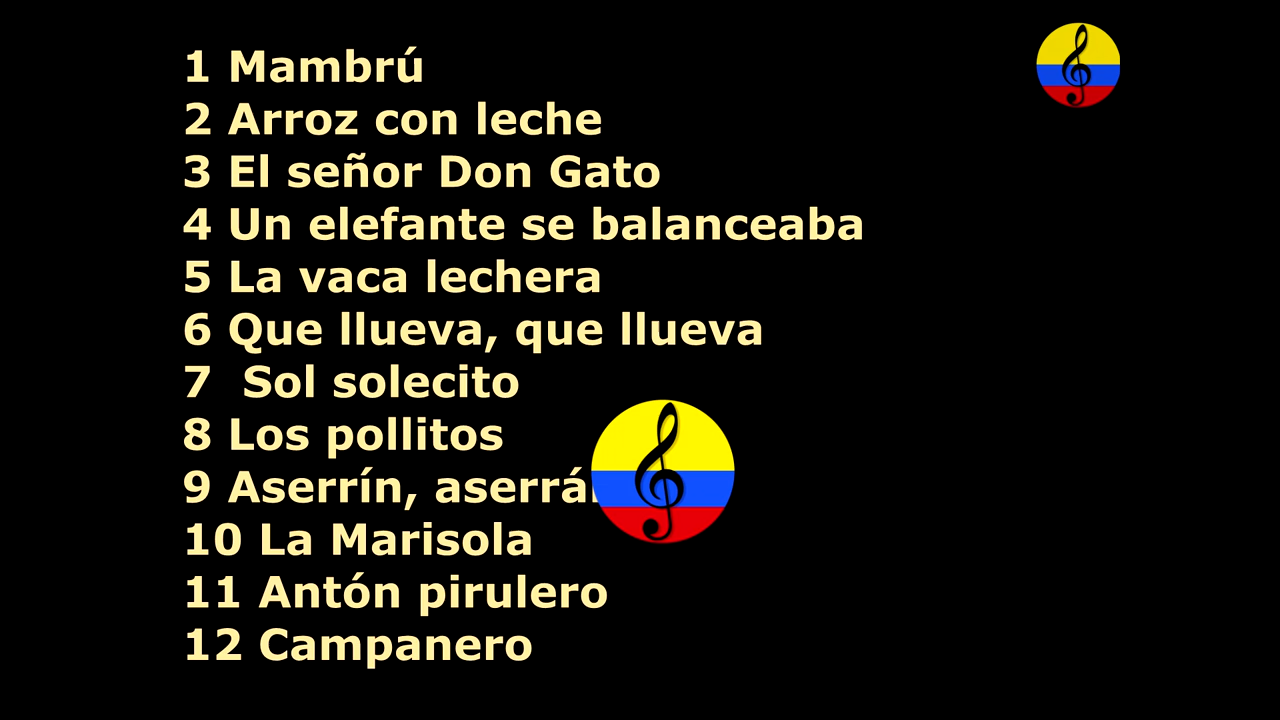 1 Mambrú
2 Arroz con leche
3 El señor Don Gato
4 Un elefante se balanceaba
5 La vaca lechera
6 Que llueva, que llueva
7 Sol solecito
8 Los pollitos
9 Aserrín,
10 La Marisola
11 Antón pirulero
12 Campanero